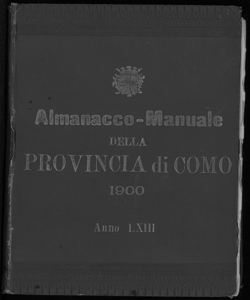 Almanacco-Manuale
DELLA
PROVINCIA di COMO
1900
Anno LXIII